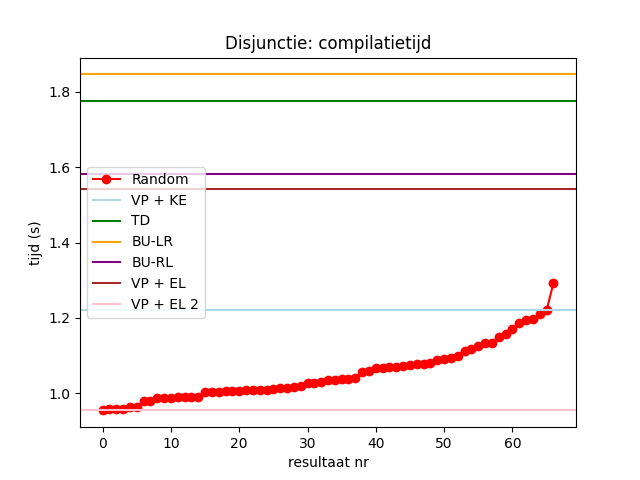 Disjunctie: compilatietijd
1.8
1.6
1.4
1.2
1.0
tijd (s)
Random
VP + KE
TD
BU-LR
BU-RL
VP + EL
VP + EL 2
0 10 20 30 40 50 60
resultaat nr